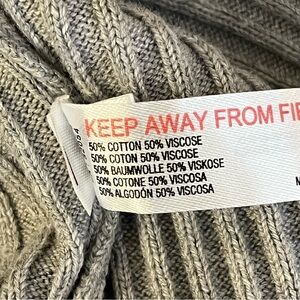 KEEP AWAY FROM
50% COTTON 50% VISCOSE
50% COTON 50% VISCOSE
50% BAUMWOLLE 50% VISKOSE
50% COTONE 50% VISCOSA
50% ALGODÓN 50% VISCOSA